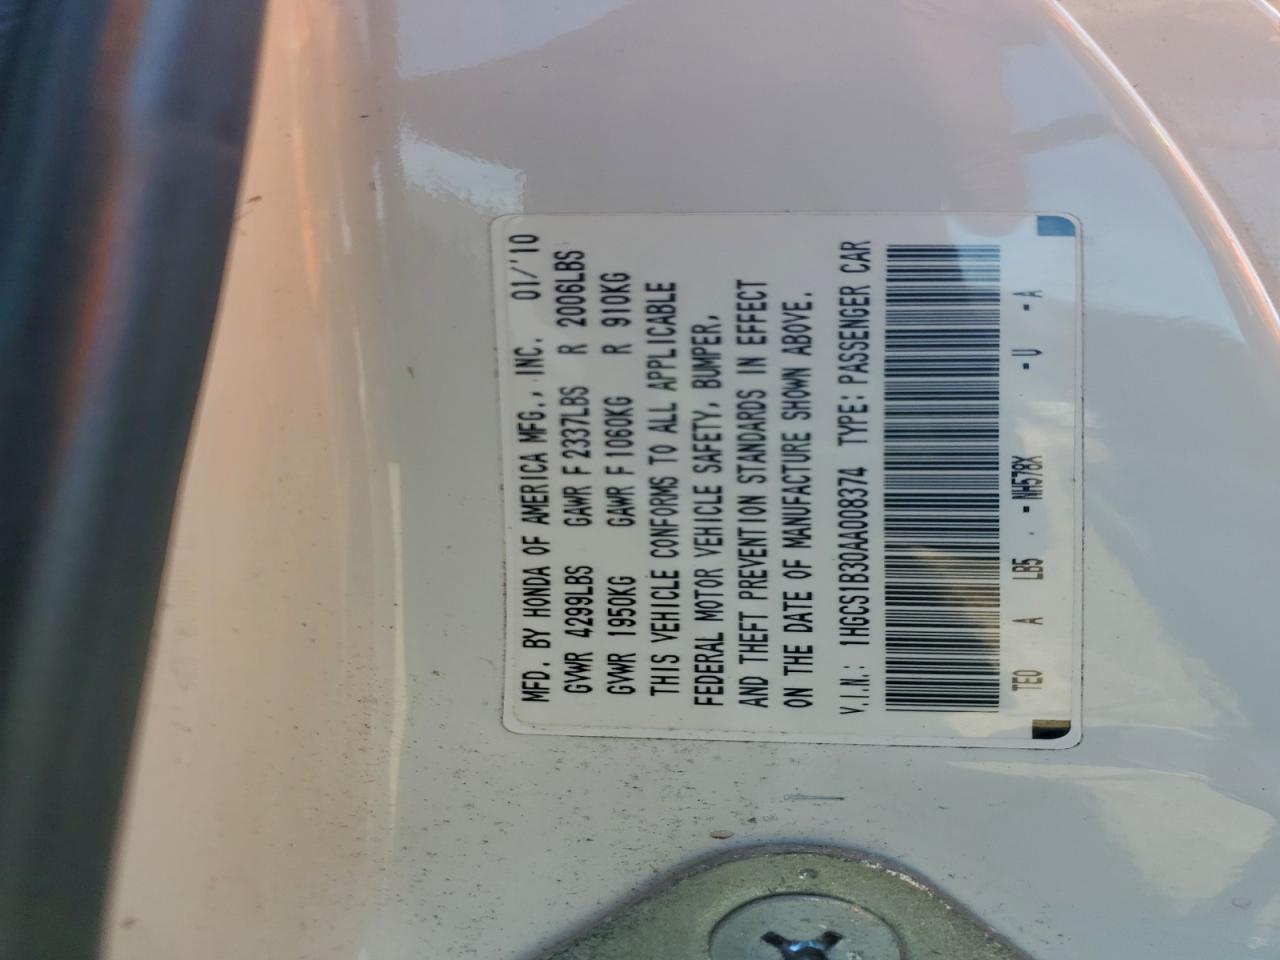 MFD. BY HONDA OF AMERICA MFG., INC. 01/'10
GVWR 4299LBS GAWR F 2337LBS R 2006LBS
GVWR 1950KG GAWR F 1060KG R 910KG
THIS VEHICLE CONFORMS TO ALL APPLICABLE
FEDERAL MOTOR VEHICLE SAFETY, BUMPER,
AND THEFT PREVENTION STANDARDS IN EFFECT
ON THE DATE OF MANUFACTURE SHOWN ABOVE.
V.I.N.: 1HGCS1B30AA008374 TYPE: PASSENGER CAR
TE0 A LB5 - - NH578X - U - A